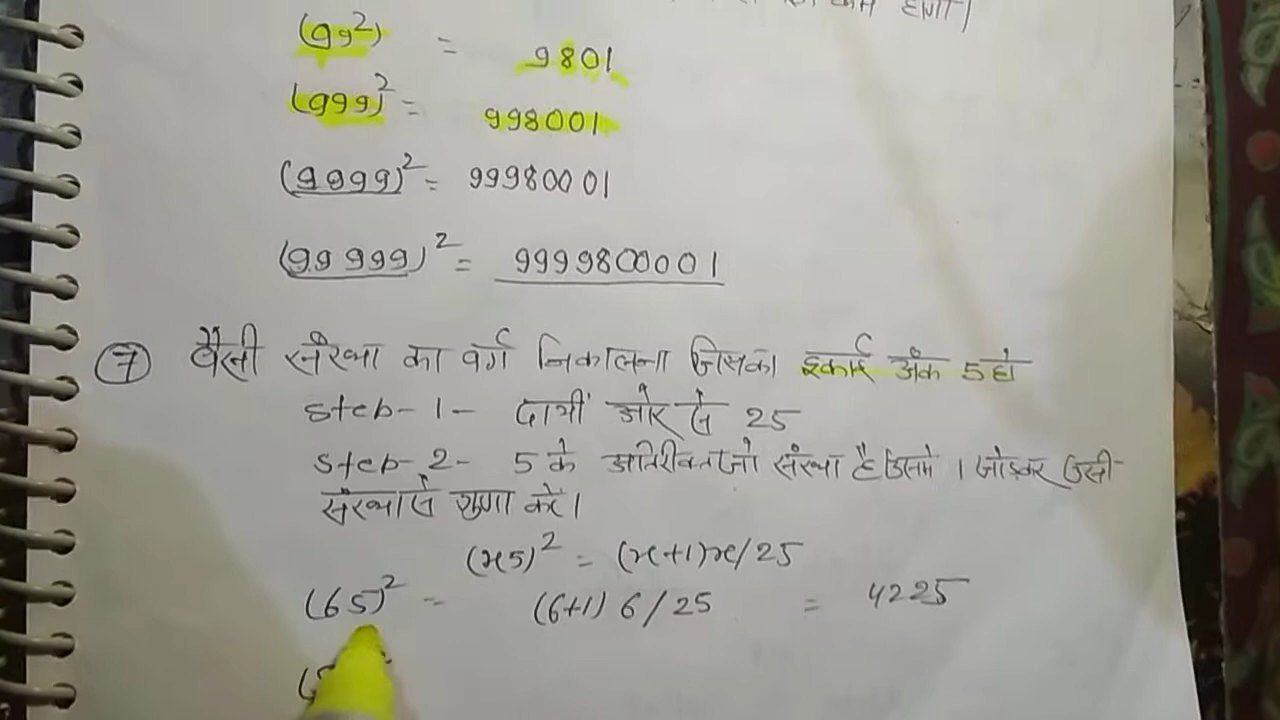 होगा।
(99²) = 9801
(999)² = 998001
(9999)² = 99980001
(99999)² = 9999800001
⑦ वैसी संख्या का वर्ग निकालना जिसका इकाई अंक 5 हो
Step-1- दायीं ओर से 25
Step-2- 5 के अतिरिक्त जो संख्या है उसमें 1 जोड़कर उसी
संख्या से गुणा करें।
(x5)² = (x+1)x/25
(65)² = (6+1) 6/25 = 4225